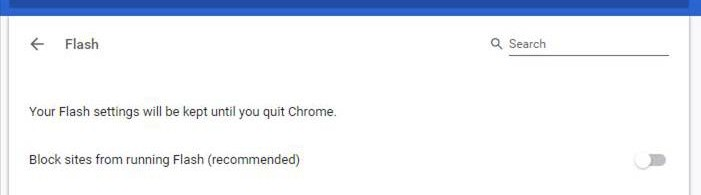 Flash
Search
Your Flash settings will be kept until you quit Chrome.
Block sites from running Flash (recommended)